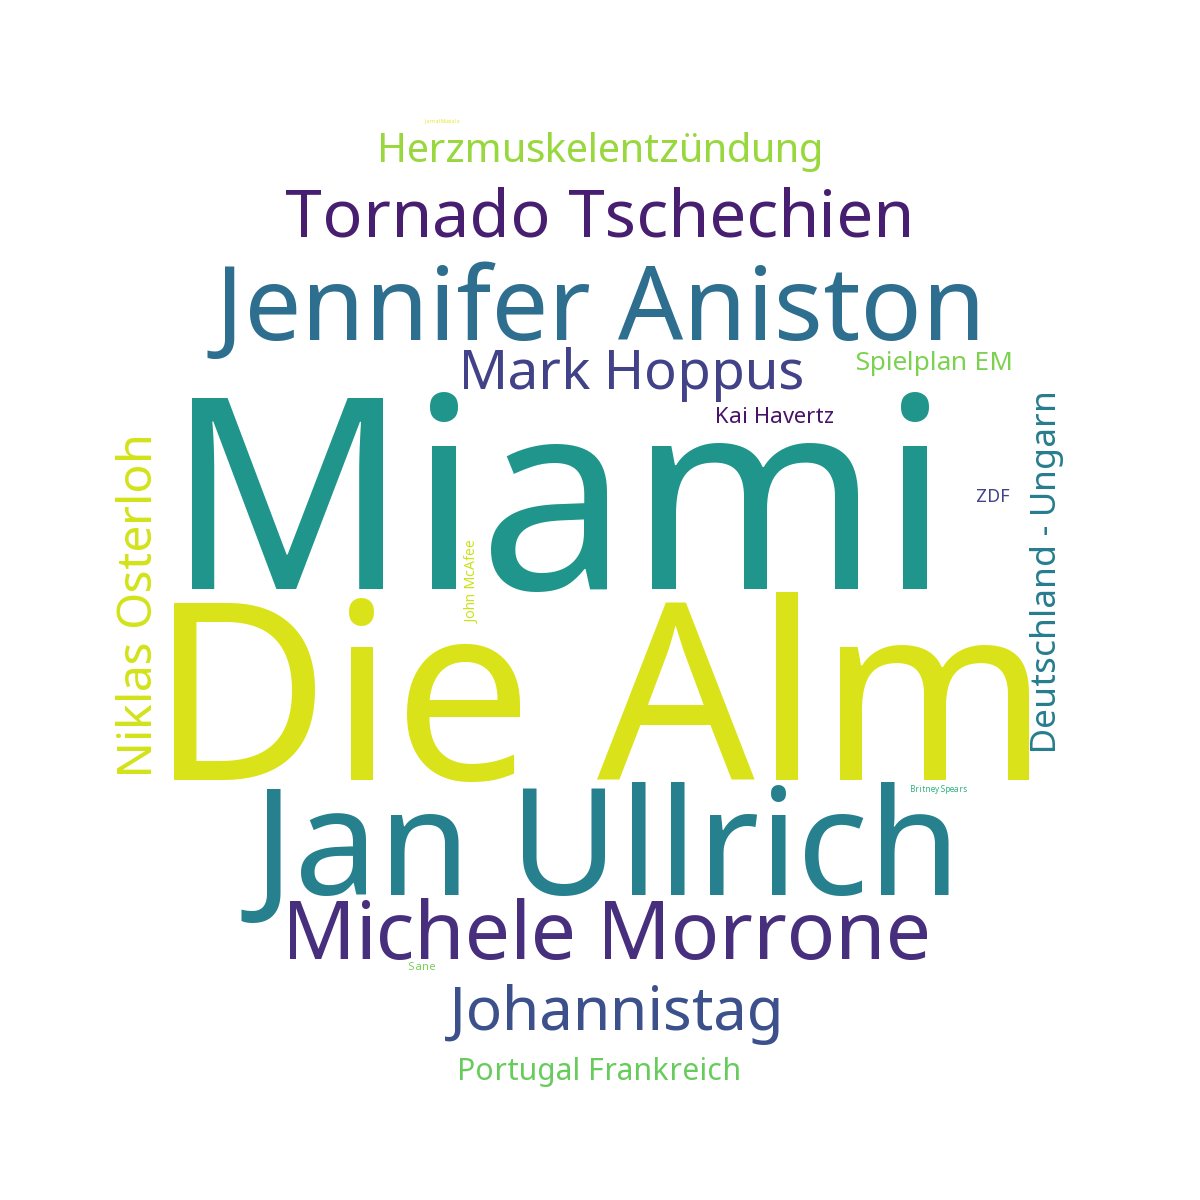 Herzmuskelentzündung
Tornado Tschechien
Jennifer Aniston
Mark Hoppus
Spielplan EM
Kai Havertz
Miami
ZDF
Deutschland - Ungarn
Niklas Osterloh
John McAfee
Die Alm
Jan Ullrich
Britney Spears
Michele Morrone
Sane
Johannistag
Portugal Frankreich